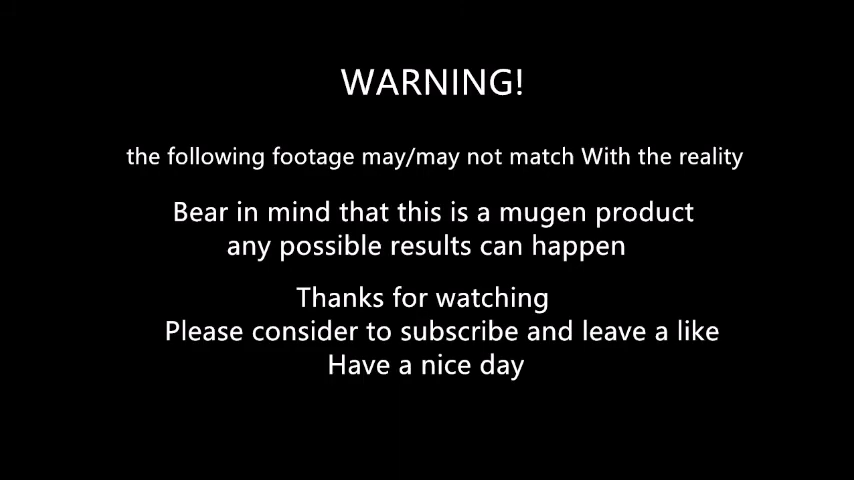 WARNING!
the following footage may/may not match With the reality
Bear in mind that this is a mugen product
any possible results can happen
Thanks for watching
Please consider to subscribe and leave a like
Have a nice day